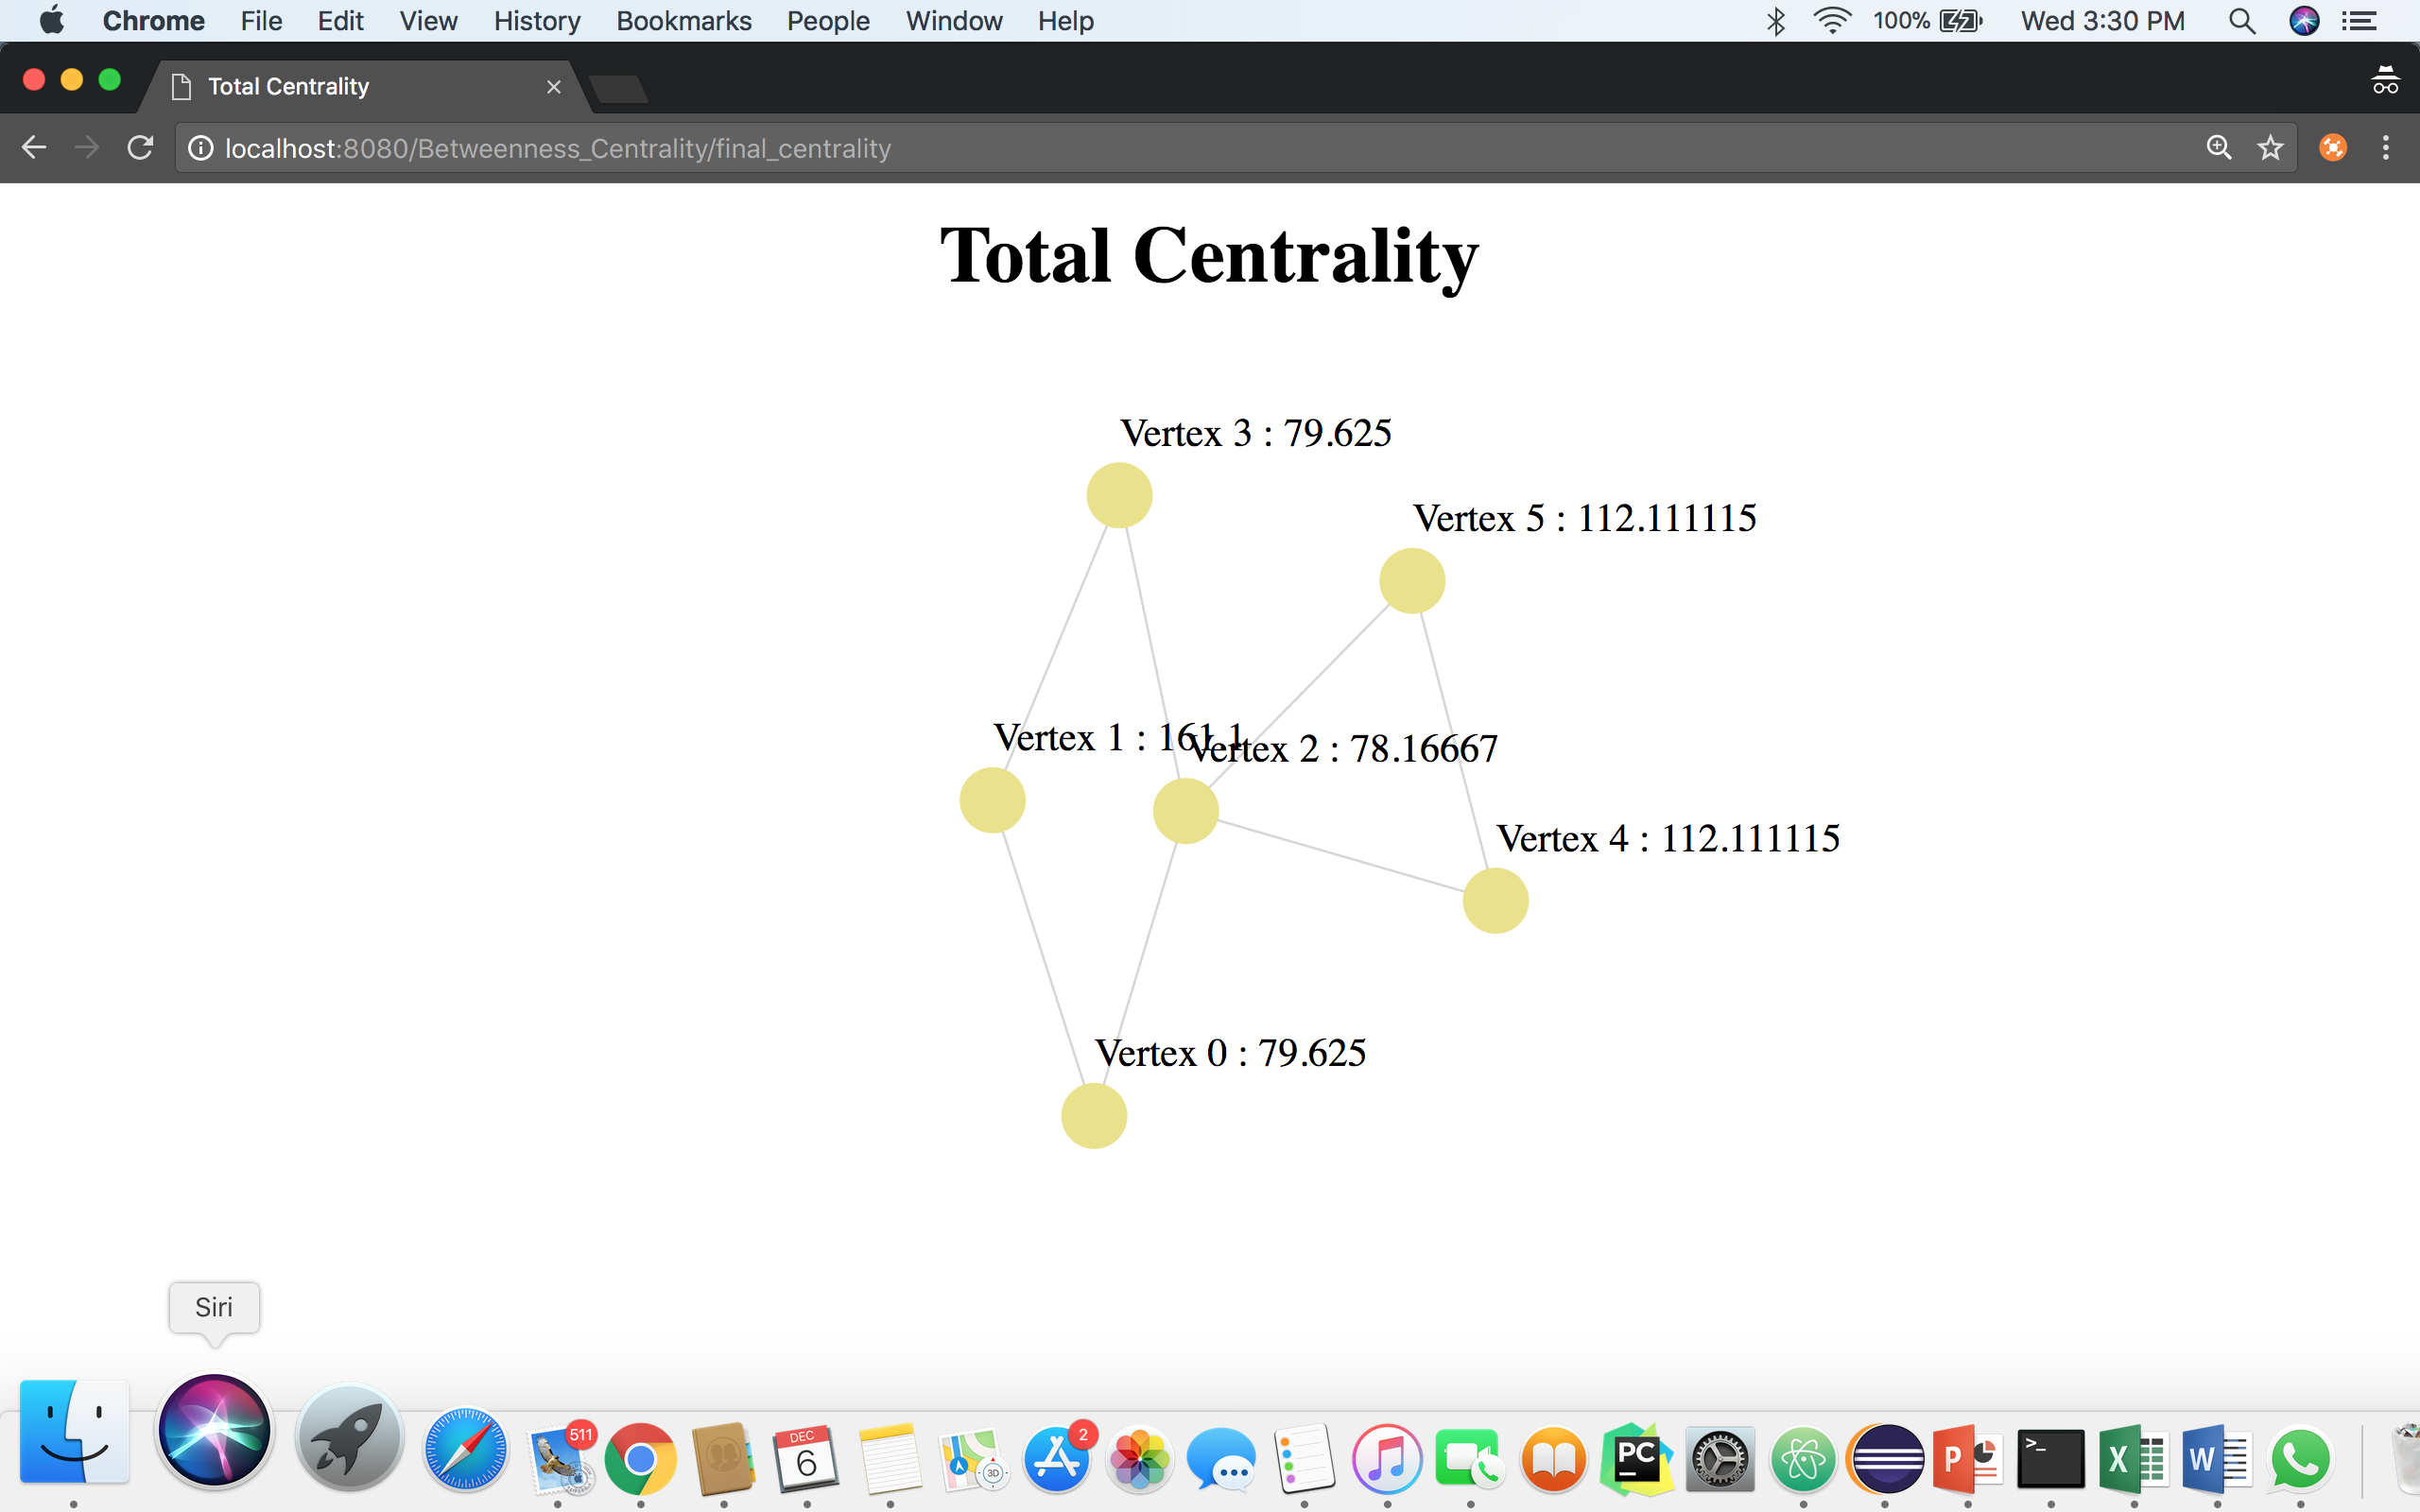 Chrome File Edit View History Bookmarks People Window Help 100% Wed 3:30 PM
Total Centrality
localhost:8080/Betweenness_Centrality/final_centrality
Total Centrality
Vertex 3 : 79.625
Vertex 5 : 112.111115
Vertex 1 : 161.1
Vertex 2 : 78.16667
Vertex 4 : 112.111115
Vertex 0 : 79.625
Siri
511
DEC
6
3D
2
PC
P
>_
X
W